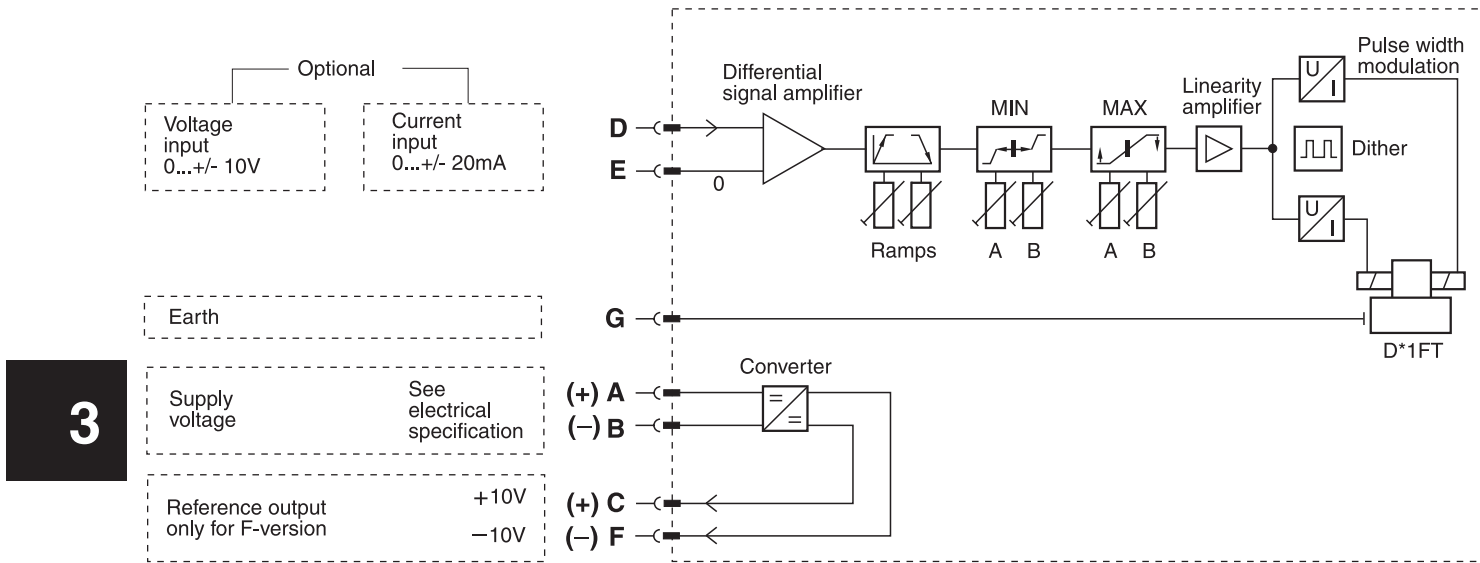 Optional
Voltage
input
0...+/- 10V
Current
input
0...+/- 20mA
D
E
0
Differential
signal amplifier
Ramps
MIN
A B
MAX
A B
Linearity
amplifier
U
I
Pulse width
modulation
Dither
U
I
D*1FT
Earth
G
3
Supply
voltage
See
electrical
specification
(+) A
(−) B
Converter
=
=
Reference output
only for F-version
+10V
−10V
(+) C
(−) F